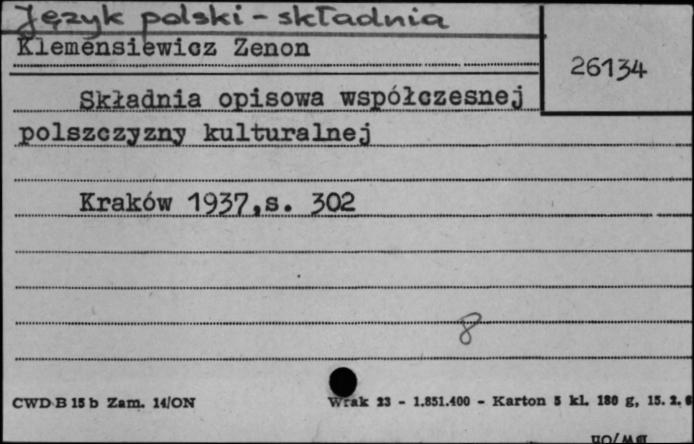 Język polski - składnia
Klemensiewicz Zenon
26134
Składnia opisowa współczesnej
polszczyzny kulturalnej
Kraków 1937, s. 302
8
CWD B 15 b Zam. 14/ON
Wrak 23 - 1.851.400 - Karton 5 kl. 180 g, 15. 2. 6